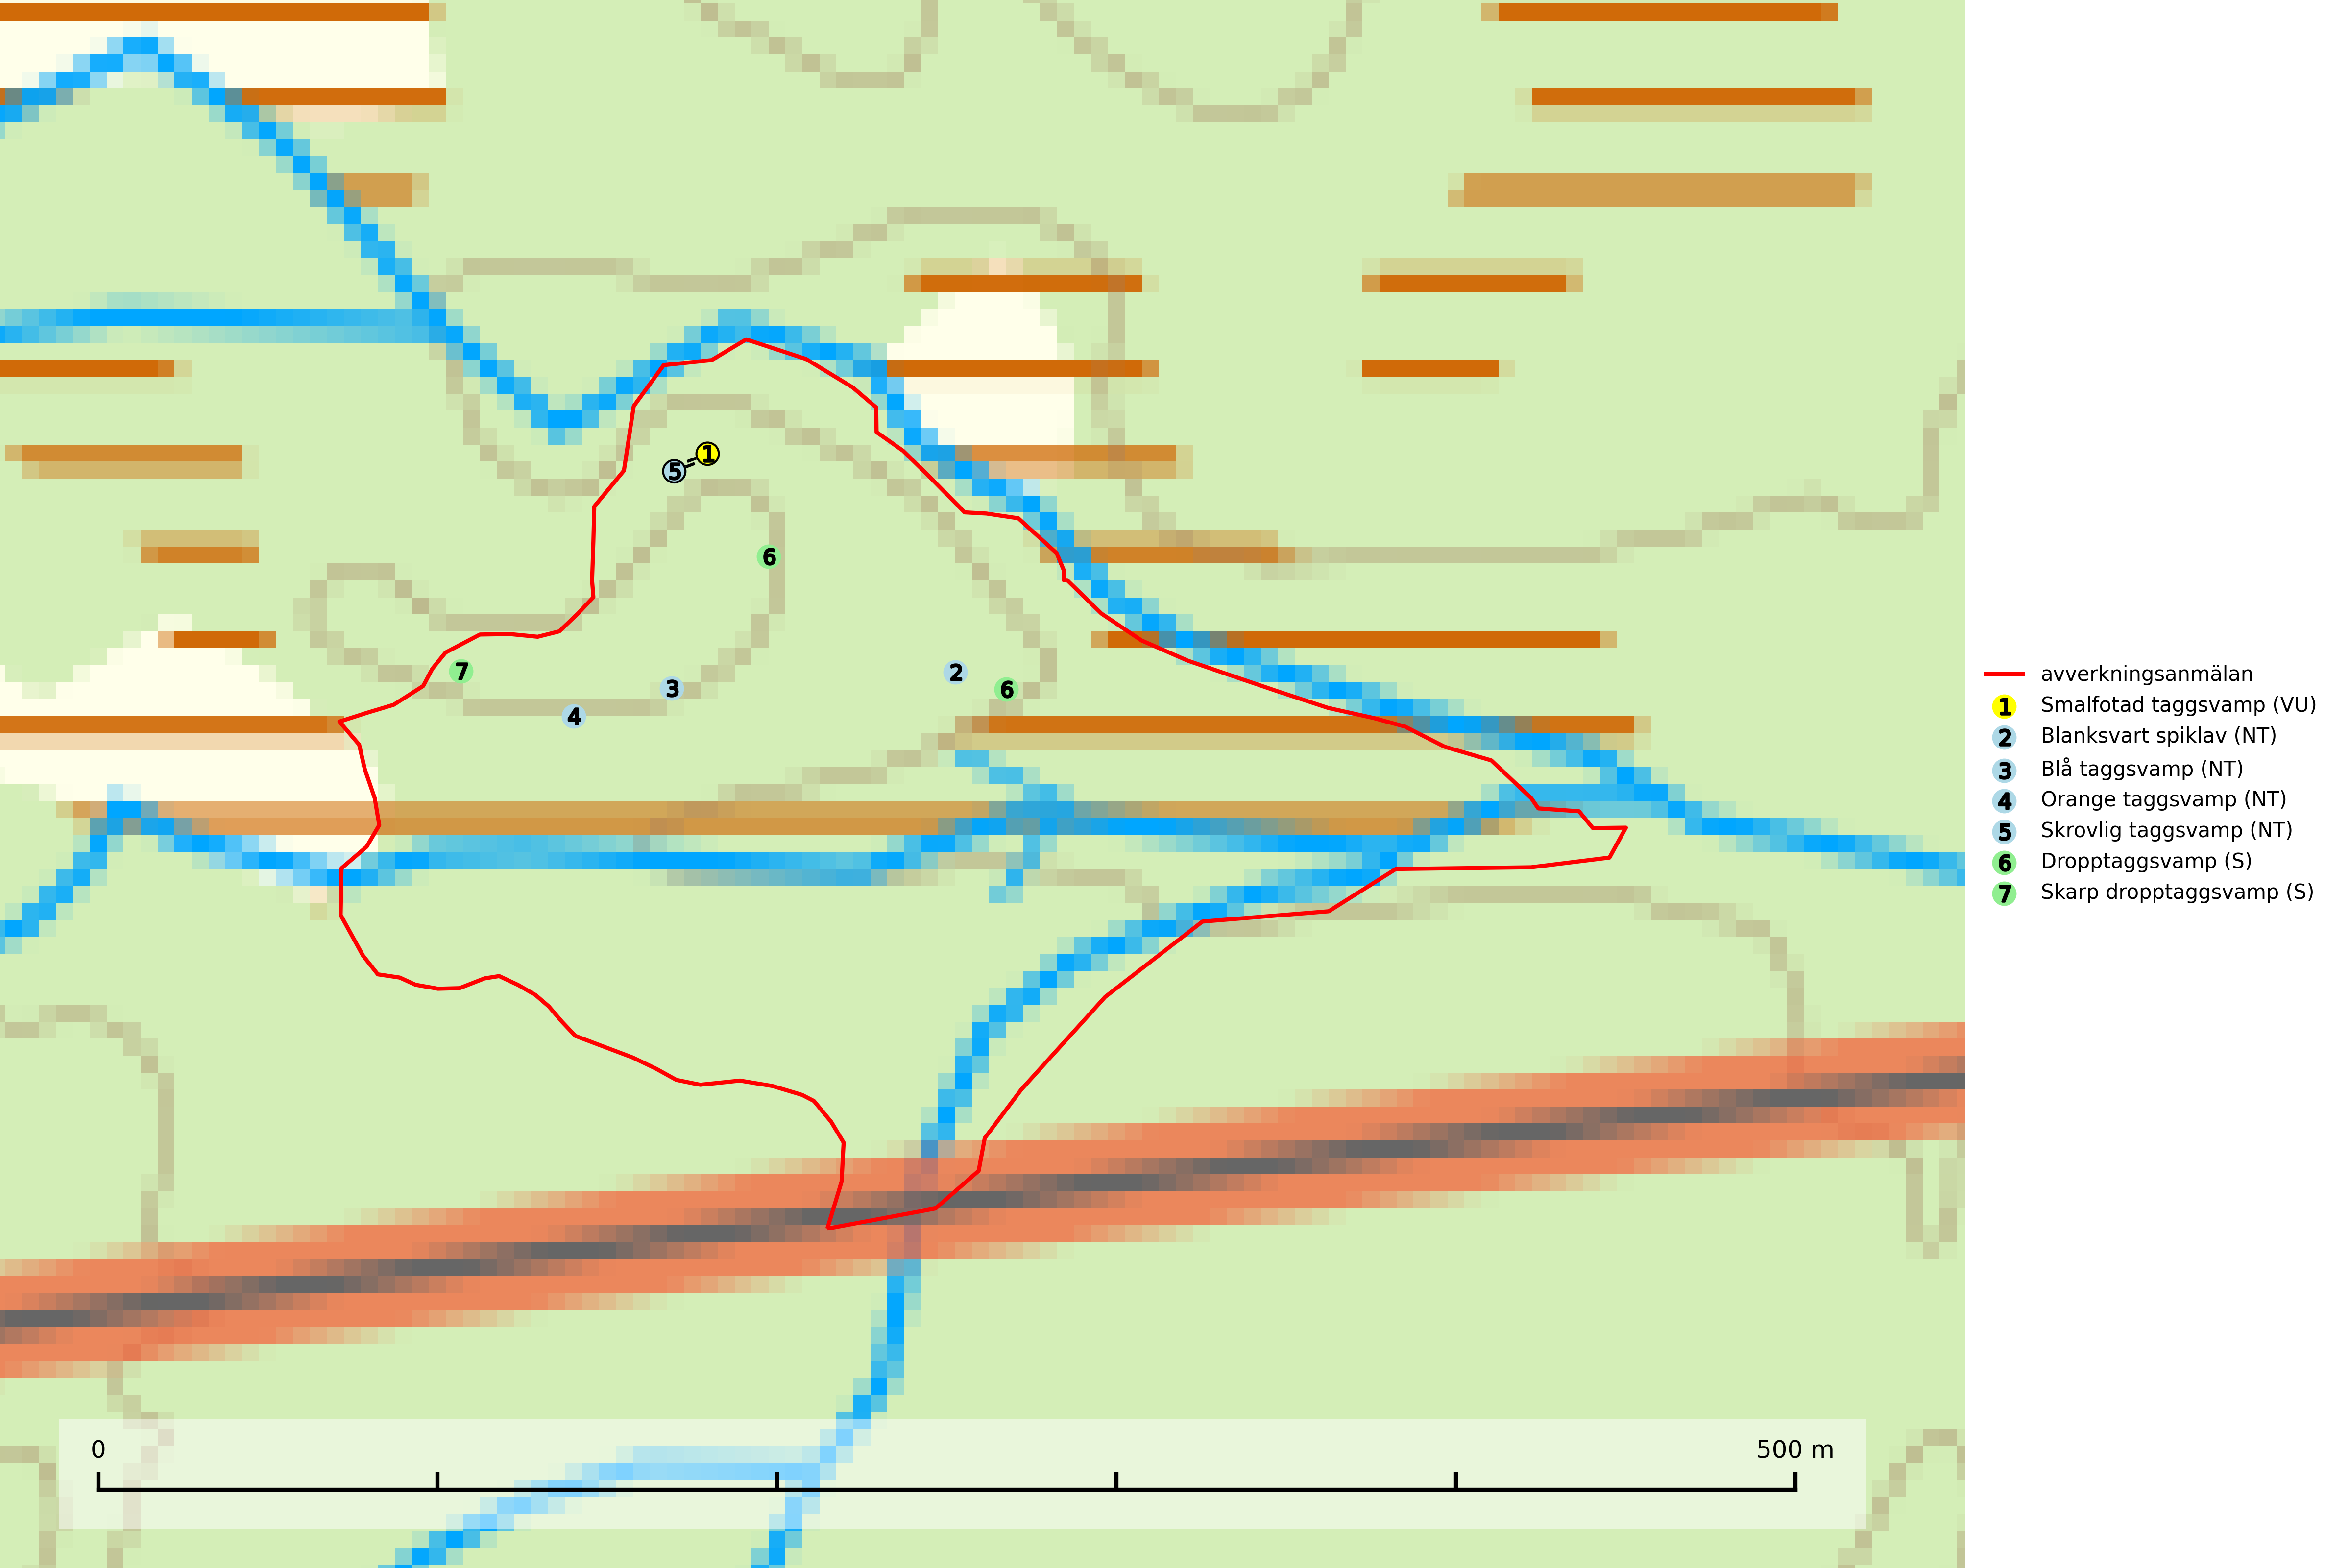 1
5
6
7
3
2
6
4
avverkningsanmälan
1 Smalfotad taggsvamp (VU)
2 Blanksvart spiklav (NT)
3 Blå taggsvamp (NT)
4 Orange taggsvamp (NT)
5 Skrovlig taggsvamp (NT)
6 Dropptaggsvamp (S)
7 Skarp dropptaggsvamp (S)
0 500 m